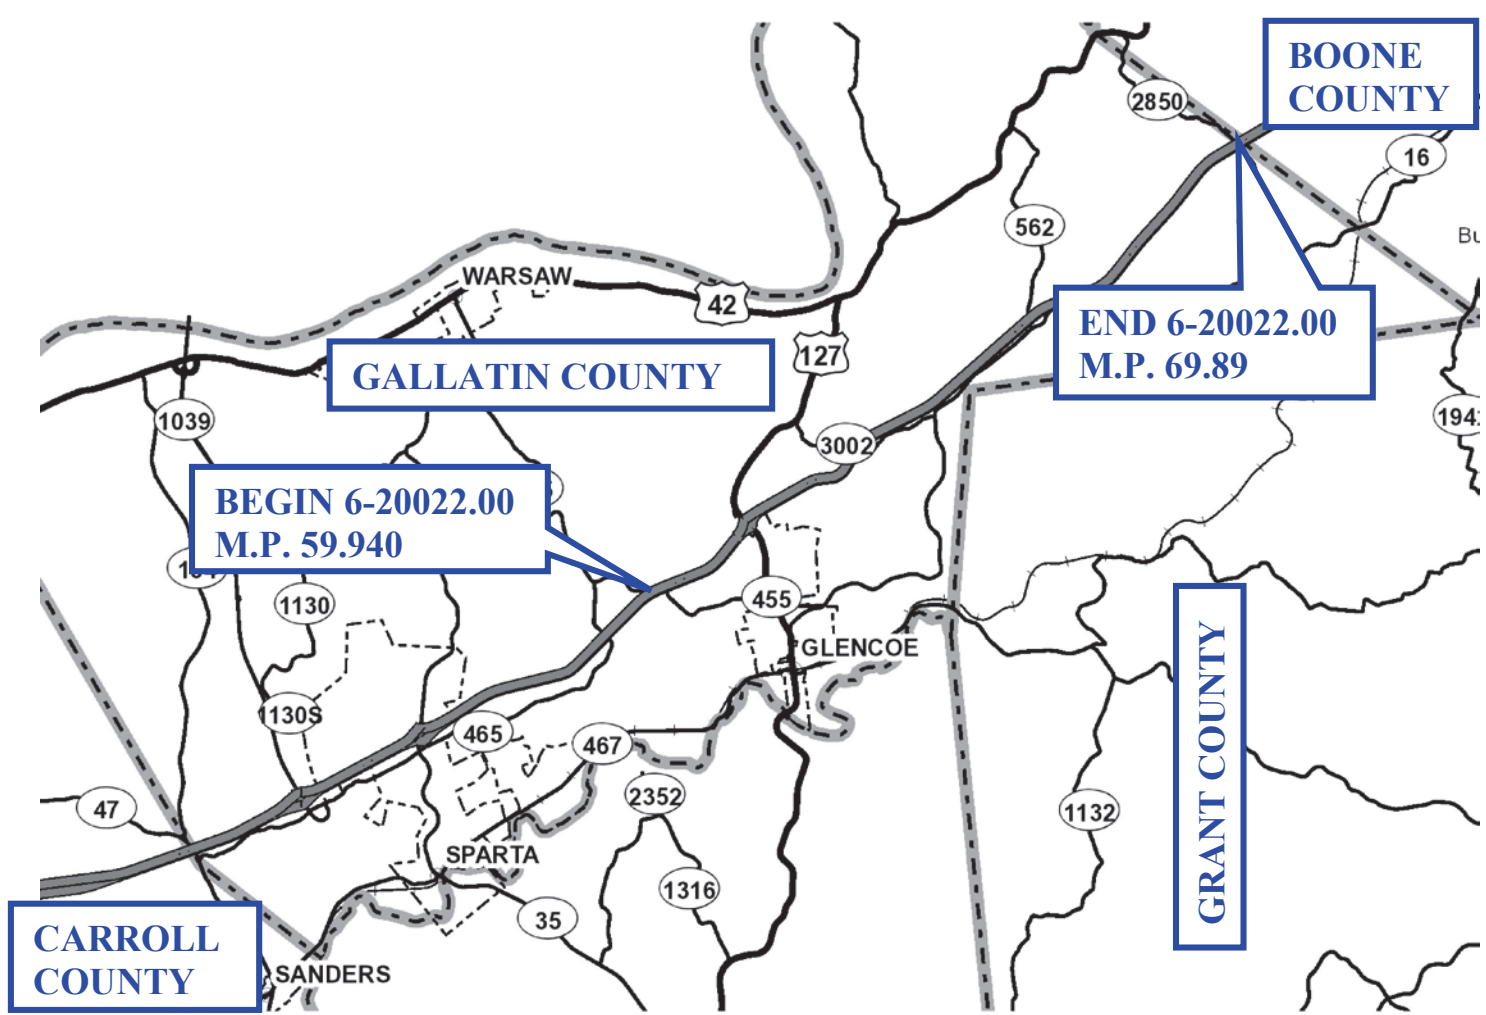 BOONE
COUNTY
2850
16
562
Bu
WARSAW
42
END 6-20022.00
M.P. 69.89
127
GALLATIN COUNTY
1039
194
3002
BEGIN 6-20022.00
M.P. 59.940
1130
455
GLENCOE
GRANT COUNTY
1130S
465
467
47
2352
1132
SPARTA
1316
35
CARROLL
COUNTY
SANDERS